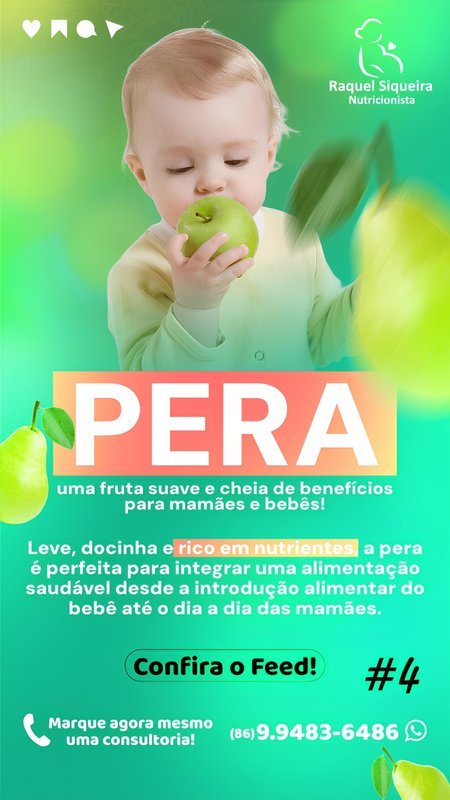 Raquel Siqueira
Nutricionista
PERA
uma fruta suave e cheia de benefícios
para mamães e bebês!
Leve, docinha e rico em nutrientes, a pera
é perfeita para integrar uma alimentação
saudável desde a introdução alimentar do
bebê até o dia a dia das mamães.
Confira o Feed!
#4
Marque agora mesmo
uma consultoria!
(86)9.9483-6486